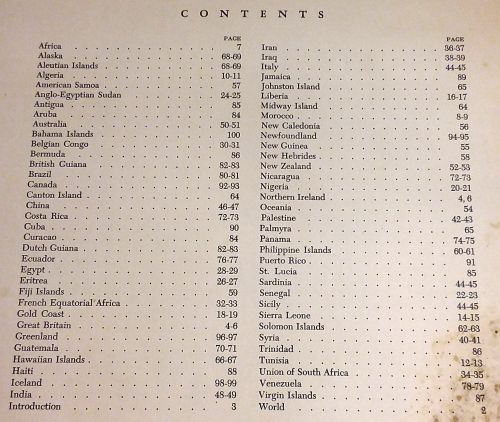 CONTENTS
PAGE
Africa 7
Alaska 68-69
Aleutian Islands 68-69
Algeria 10-11
American Samoa 57
Anglo-Egyptian Sudan 24-25
Antigua 85
Aruba 84
Australia 50-51
Bahama Islands 100
Belgian Congo 30-31
Bermuda 86
British Guiana 82-83
Brazil 80-81
Canada 92-93
Canton Island 64
China 46-47
Costa Rica 72-73
Cuba 90
Curacao 84
Dutch Guiana 82-83
Ecuador 76-77
Egypt 28-29
Eritrea 26-27
Fiji Islands 59
French Equatorial Africa 32-33
Gold Coast 18-19
Great Britain 4-6
Greenland 96-97
Guatemala 70-71
Hawaiian Islands 66-67
Haiti 88
Iceland 98-99
India 48-49
Introduction 3
PAGE
Iran 36-37
Iraq 38-39
Italy 44-45
Jamaica 89
Johnston Island 65
Liberia 16-17
Midway Island 64
Morocco 8-9
New Caledonia 56
Newfoundland 94-95
New Guinea 55
New Hebrides 58
New Zealand 52-53
Nicaragua 72-73
Nigeria 20-21
Northern Ireland 4, 6
Oceania 54
Palestine 42-43
Palmyra 65
Panama 74-75
Philippine Islands 60-61
Puerto Rico 91
St. Lucia 85
Sardinia 44-45
Senegal 22-23
Sicily 44-45
Sierra Leone 14-15
Solomon Islands 62-63
Syria 40-41
Trinidad 86
Tunisia 12-13
Union of South Africa 34-35
Venezuela 78-79
Virgin Islands 87
World 2